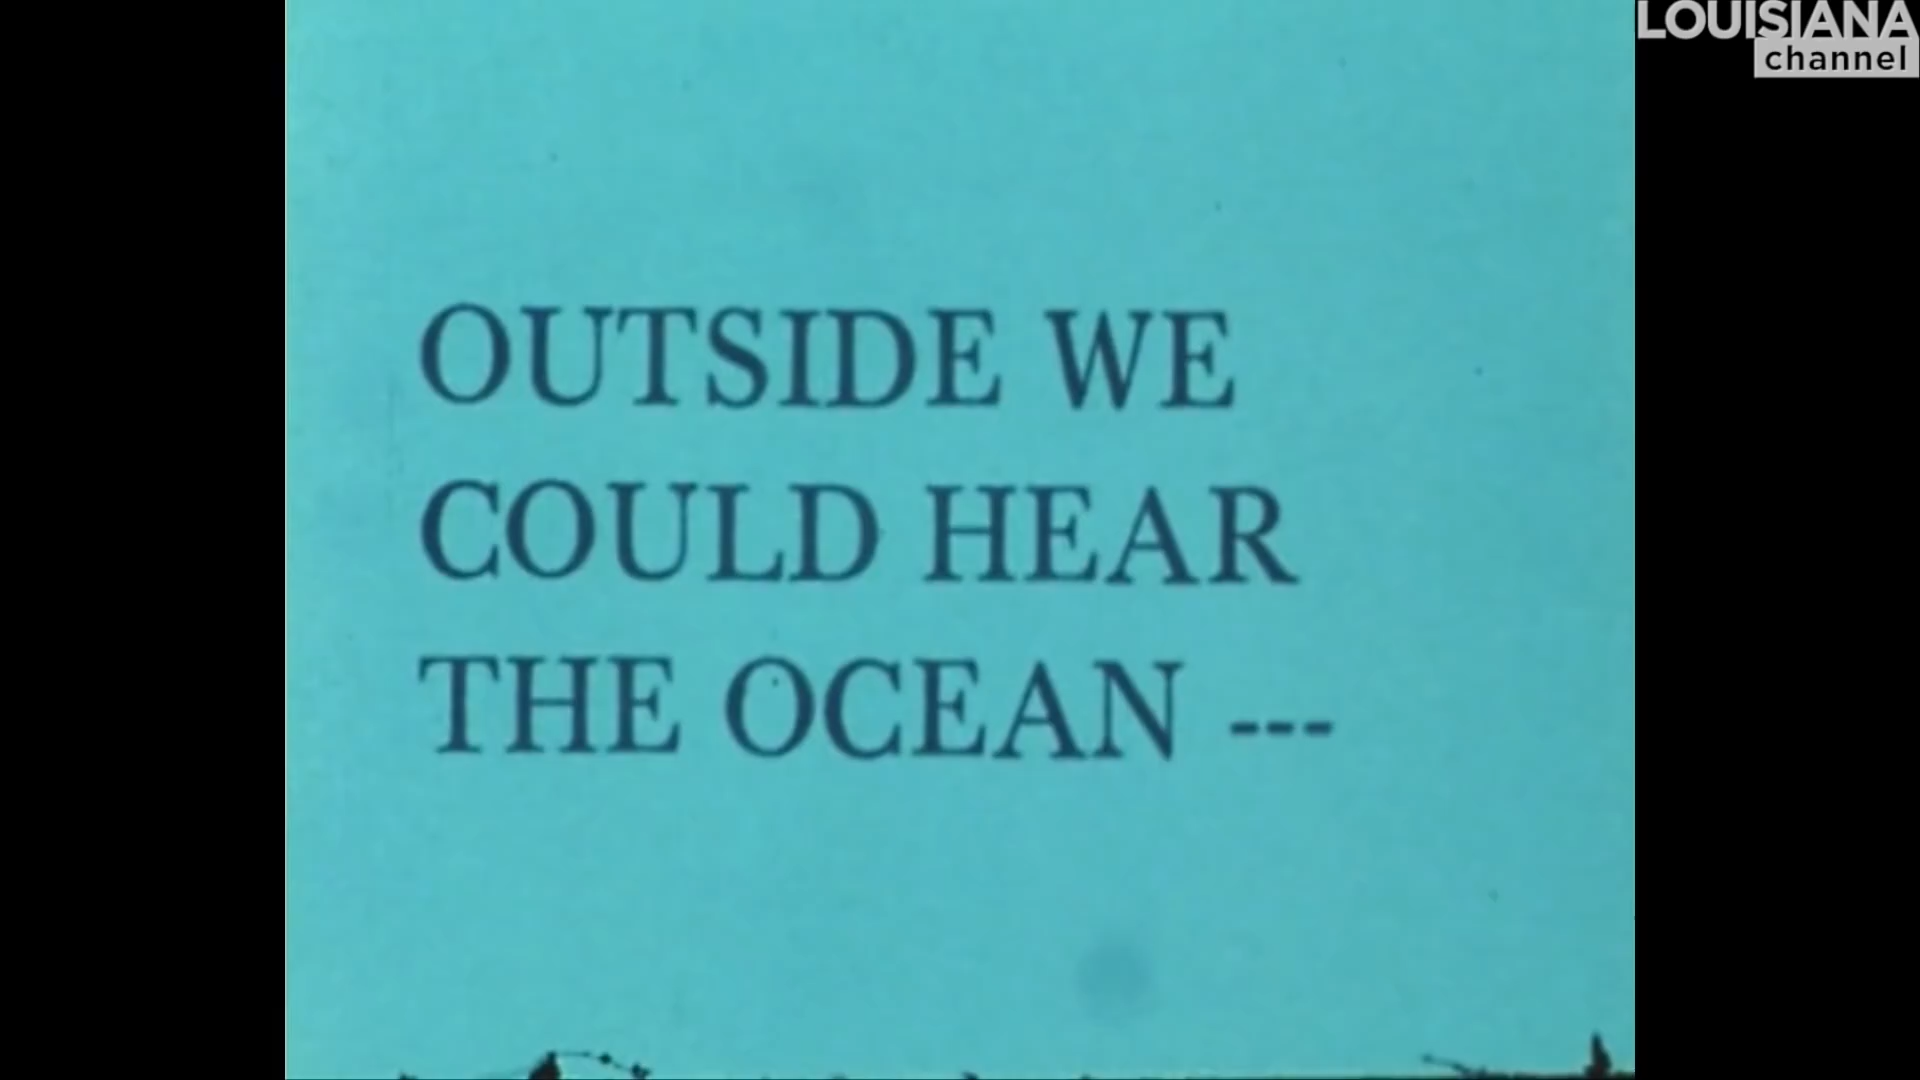 LOUISIANA
channel
OUTSIDE WE
COULD HEAR
THE OCEAN ---